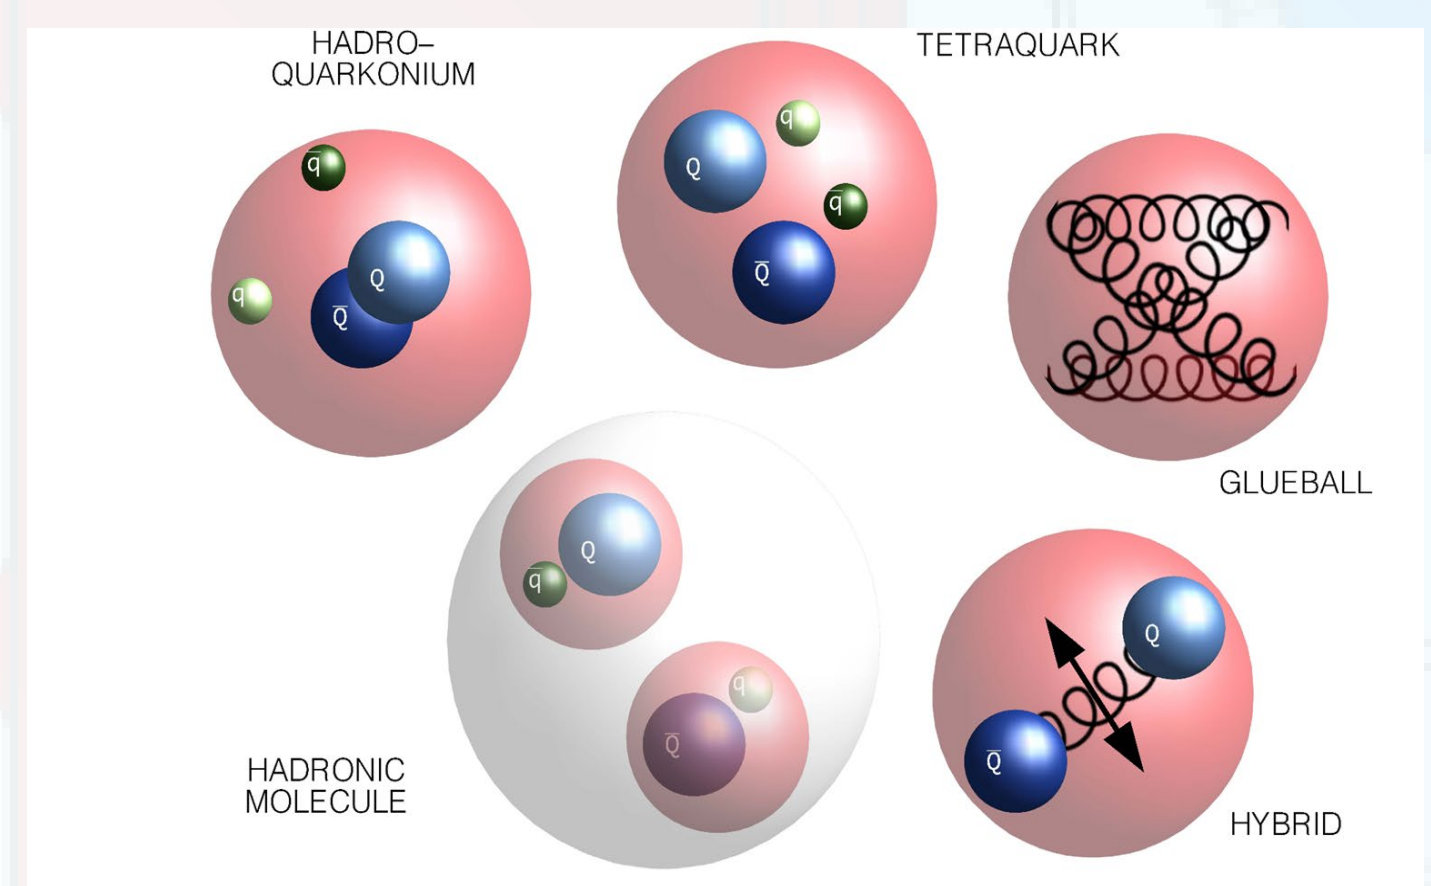 HADRO–
QUARKONIUM
q̄
q
Q
Q̄
TETRAQUARK
Q
q
q̄
Q̄
GLUEBALL
HADRONIC
MOLECULE
Q
q̄
q
Q̄
HYBRID
Q
Q̄